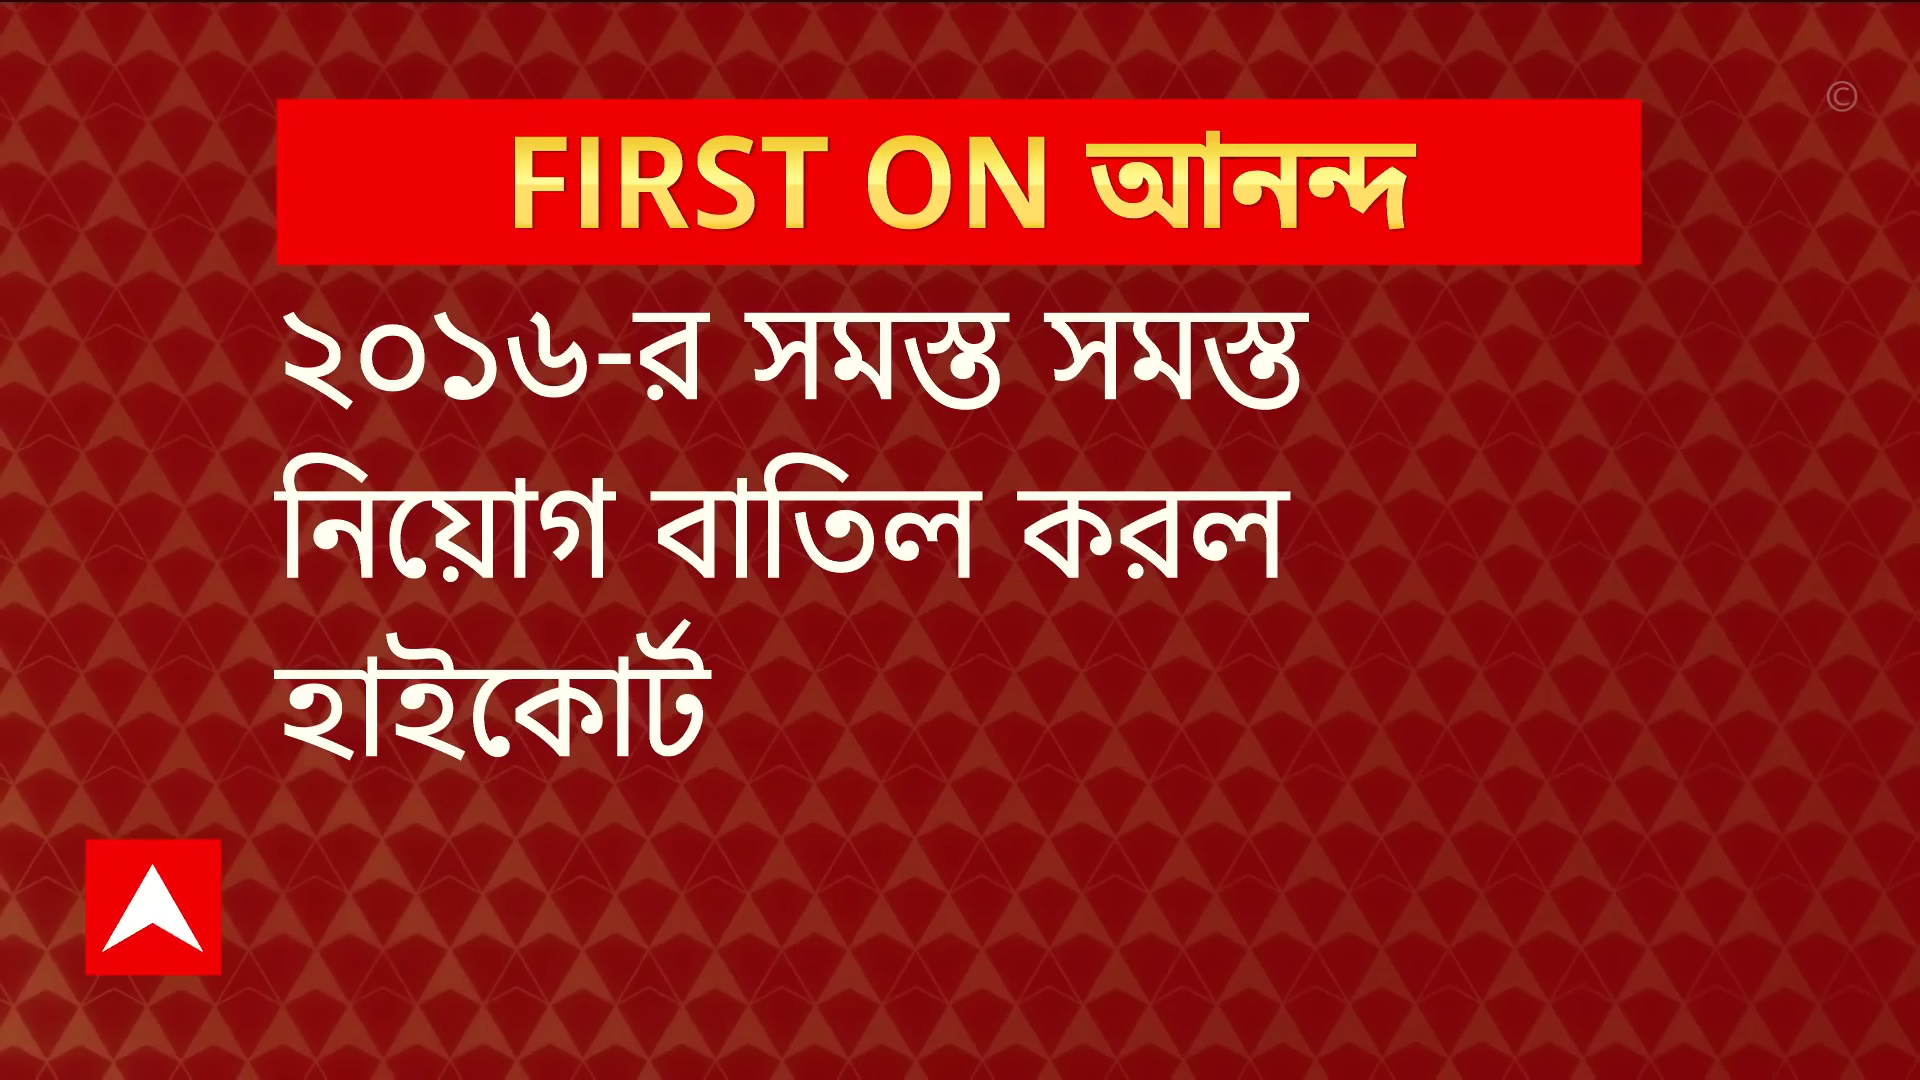 FIRST ON আনন্দ
©
২০১৬-র সমস্ত সমস্ত
নিয়োগ বাতিল করল
হাইকোর্ট